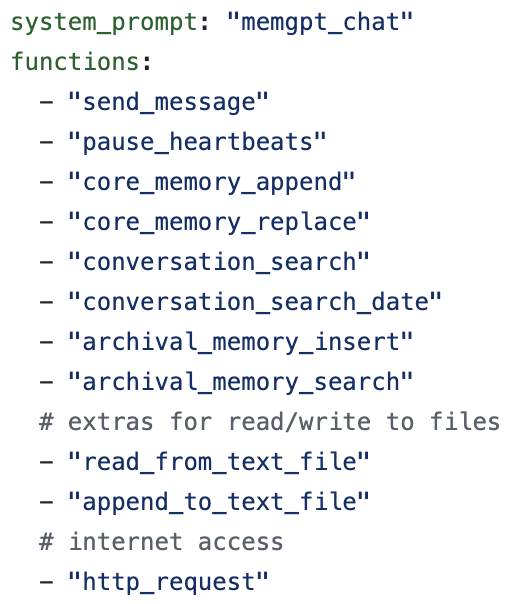 system_prompt: "memgpt_chat"
functions:
  - "send_message"
  - "pause_heartbeats"
  - "core_memory_append"
  - "core_memory_replace"
  - "conversation_search"
  - "conversation_search_date"
  - "archival_memory_insert"
  - "archival_memory_search"
  # extras for read/write to files
  - "read_from_text_file"
  - "append_to_text_file"
  # internet access
  - "http_request"